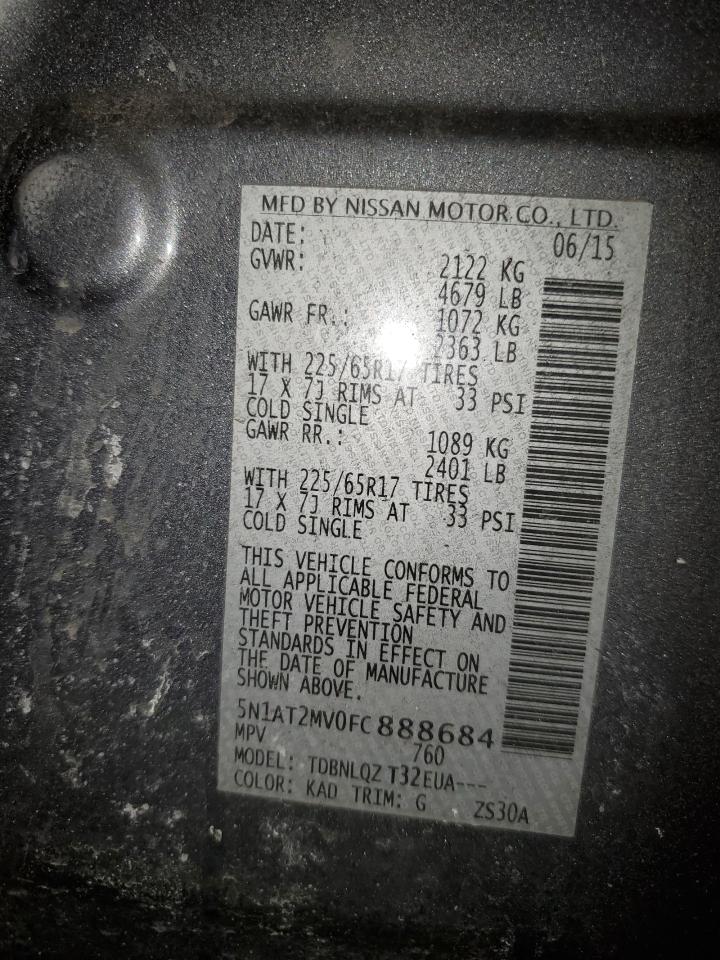 MFD BY NISSAN MOTOR CO., LTD.
DATE: 06/15
GVWR: 2122 KG
4679 LB
GAWR FR.: 1072 KG
2363 LB
WITH 225/65R17 TIRES
17 X 7J RIMS AT 33 PSI
COLD SINGLE
GAWR RR.: 1089 KG
2401 LB
WITH 225/65R17 TIRES
17 X 7J RIMS AT 33 PSI
COLD SINGLE
THIS VEHICLE CONFORMS TO
ALL APPLICABLE FEDERAL
MOTOR VEHICLE SAFETY AND
THEFT PREVENTION
STANDARDS IN EFFECT ON
THE DATE OF MANUFACTURE
SHOWN ABOVE.
5N1AT2MV0FC888684
MPV 760
MODEL: TDBNLQZ T32EUA---
COLOR: KAD TRIM: G ZS30A